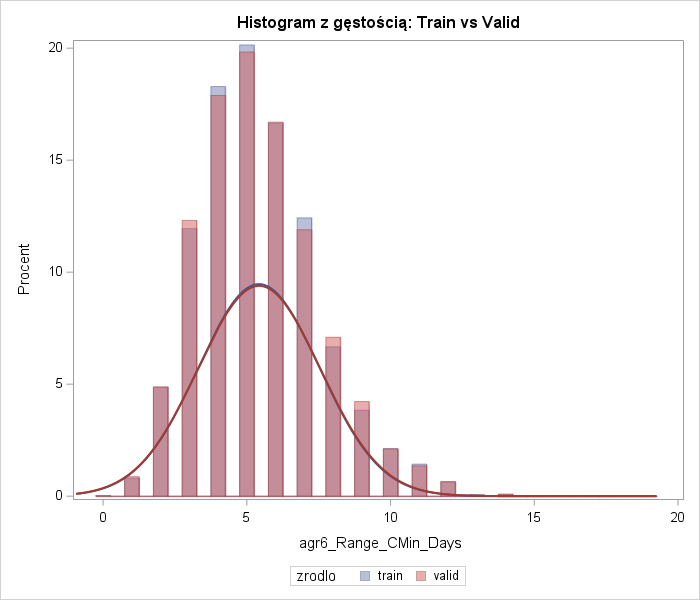 Histogram z gęstością: Train vs Valid
20
15
10
5
0
Procent
0 5 10 15 20
agr6_Range_CMin_Days
zrodlo train valid